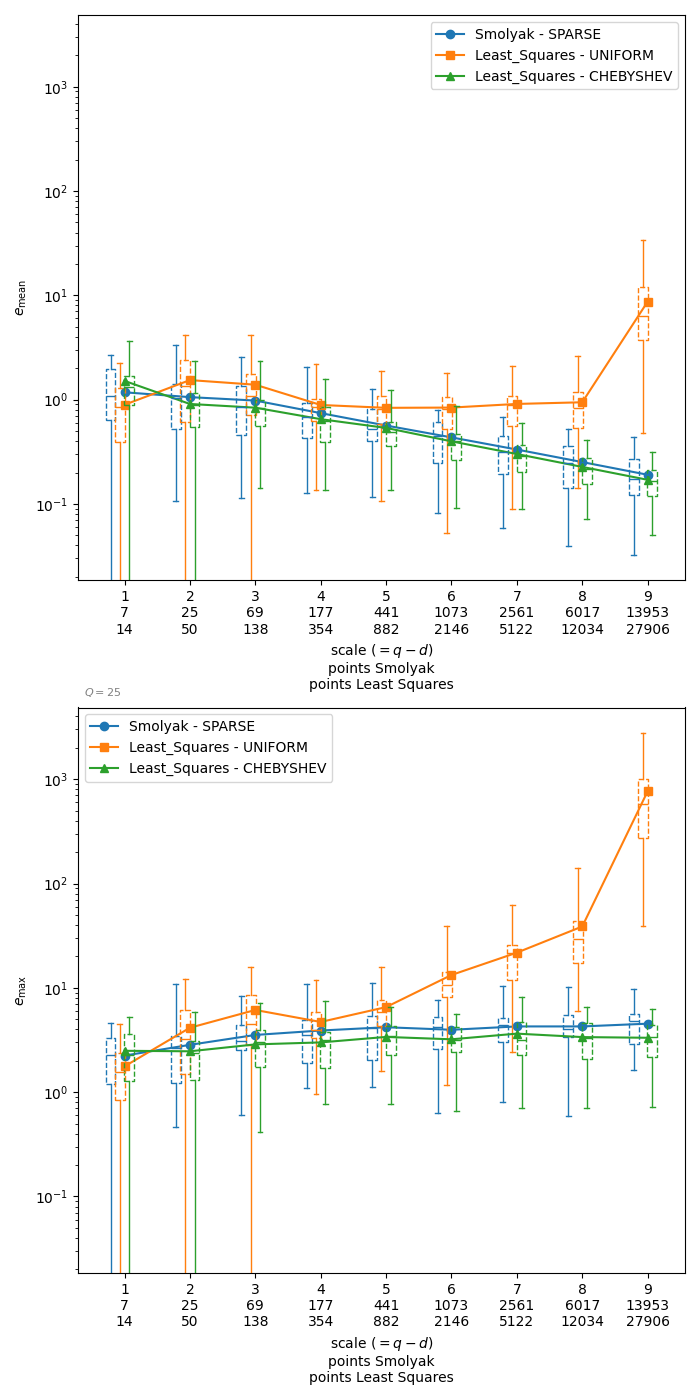 Smolyak - SPARSE
Least_Squares - UNIFORM
Least_Squares - CHEBYSHEV
10³
10²
10¹
10⁰
10⁻¹
e_mean
1 2 3 4 5 6 7 8 9
7 25 69 177 441 1073 2561 6017 13953
14 50 138 354 882 2146 5122 12034 27906
scale (= q − d)
points Smolyak
points Least Squares
Q = 25
Smolyak - SPARSE
Least_Squares - UNIFORM
Least_Squares - CHEBYSHEV
10³
10²
10¹
10⁰
10⁻¹
e_max
1 2 3 4 5 6 7 8 9
7 25 69 177 441 1073 2561 6017 13953
14 50 138 354 882 2146 5122 12034 27906
scale (= q − d)
points Smolyak
points Least Squares